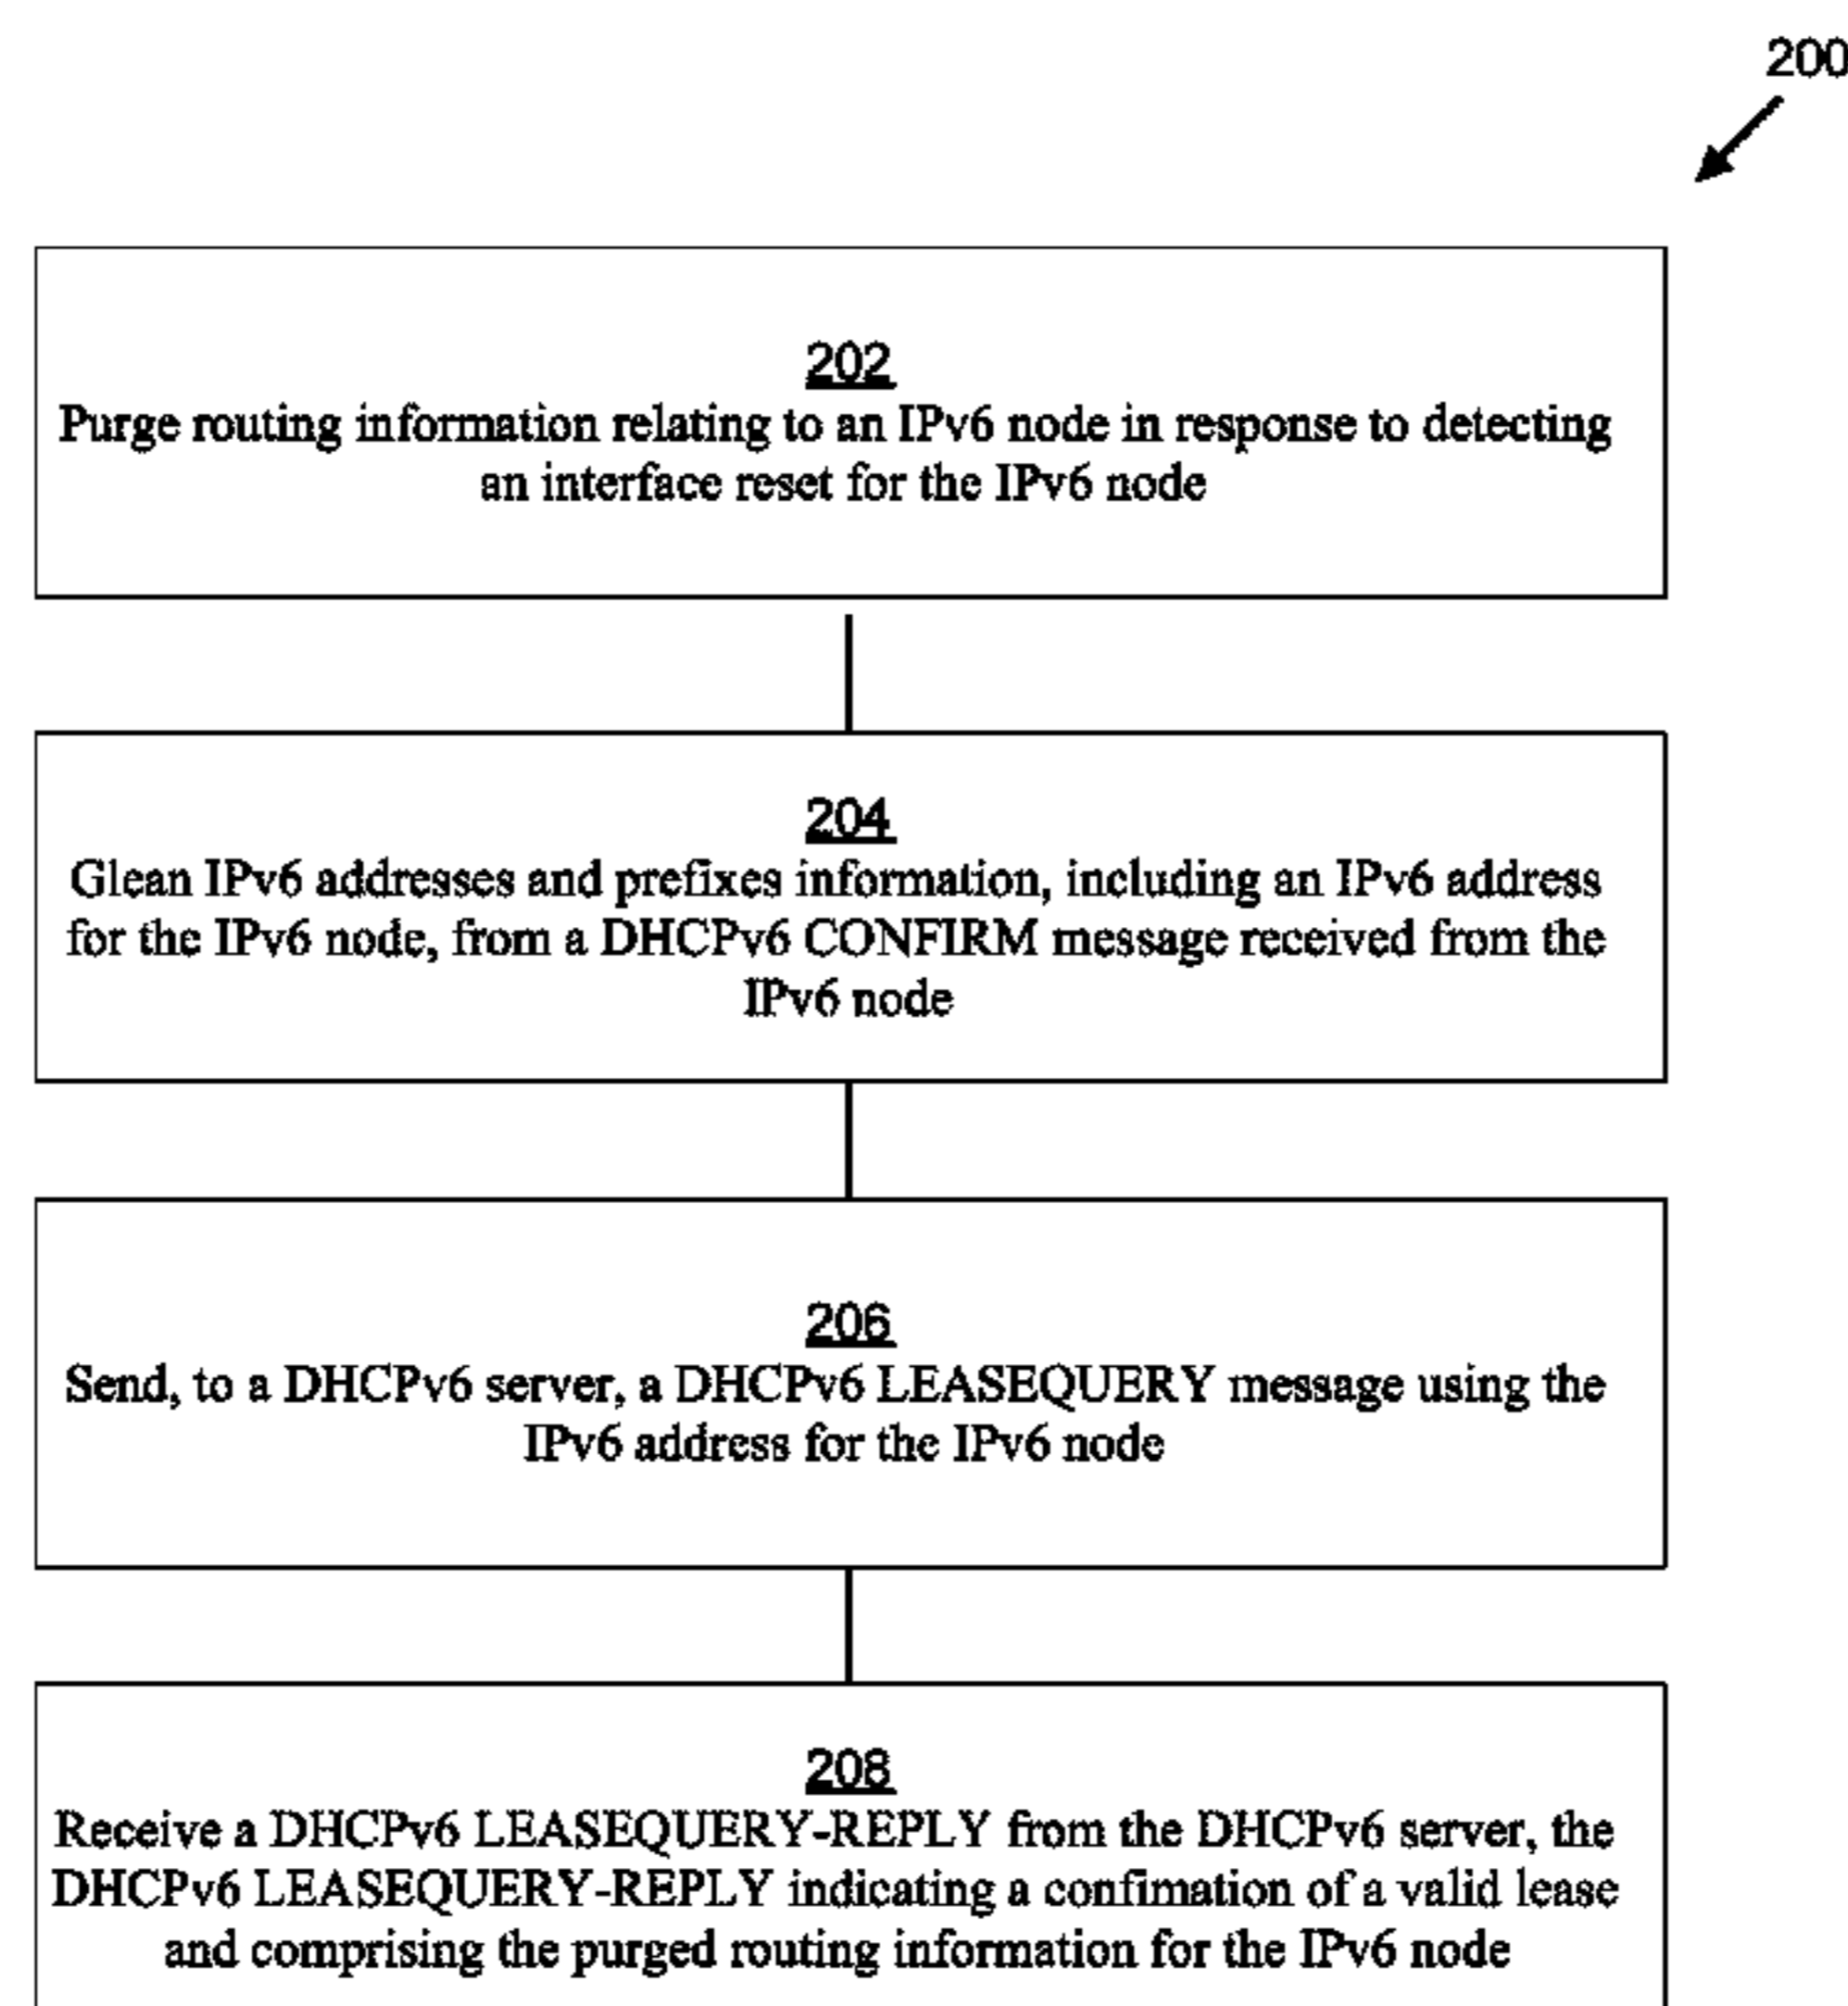 200
202
Purge routing information relating to an IPv6 node in response to detecting
an interface reset for the IPv6 node
204
Glean IPv6 addresses and prefixes information, including an IPv6 address
for the IPv6 node, from a DHCPv6 CONFIRM message received from the
IPv6 node
206
Send, to a DHCPv6 server, a DHCPv6 LEASEQUERY message using the
IPv6 address for the IPv6 node
208
Receive a DHCPv6 LEASEQUERY-REPLY from the DHCPv6 server, the
DHCPv6 LEASEQUERY-REPLY indicating a confimation of a valid lease
and comprising the purged routing information for the IPv6 node